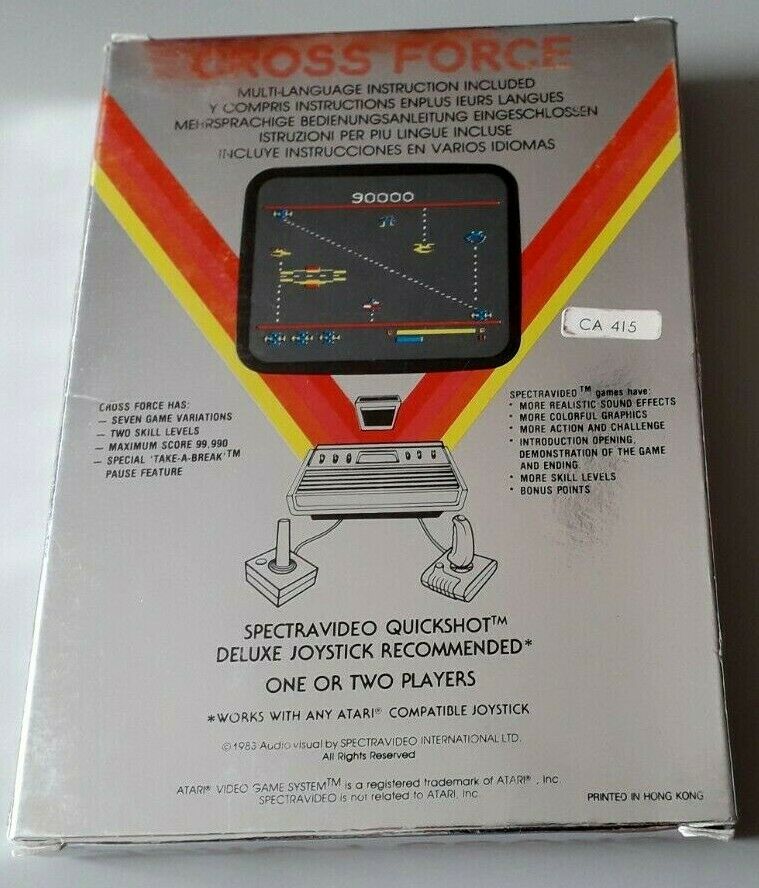 CROSS FORCE
MULTI-LANGUAGE INSTRUCTION INCLUDED
Y COMPRIS INSTRUCTIONS ENPLUS IEURS LANGUES
MEHRSPRACHIGE BEDIENUNGSANLEITUNG EINGESCHLOSSEN
ISTRUZIONI PER PIU LINGUE INCLUSE
INCLUYE INSTRUCCIONES EN VARIOS IDIOMAS
90000
CA 415
CROSS FORCE HAS:
— SEVEN GAME VARIATIONS
— TWO SKILL LEVELS
— MAXIMUM SCORE 99,990
— SPECIAL 'TAKE-A-BREAK'TM
PAUSE FEATURE
SPECTRAVIDEO TM games have:
• MORE REALISTIC SOUND EFFECTS
• MORE COLORFUL GRAPHICS
• MORE ACTION AND CHALLENGE
• INTRODUCTION OPENING,
DEMONSTRATION OF THE GAME
AND ENDING
• MORE SKILL LEVELS
• BONUS POINTS
SPECTRAVIDEO QUICKSHOT™
DELUXE JOYSTICK RECOMMENDED*
ONE OR TWO PLAYERS
*WORKS WITH ANY ATARI® COMPATIBLE JOYSTICK
© 1983 Audio visual by SPECTRAVIDEO INTERNATIONAL LTD.
All Rights Reserved
ATARI® VIDEO GAME SYSTEM™ is a registered trademark of ATARI®, Inc.
SPECTRAVIDEO is not related to ATARI, Inc.
PRINTED IN HONG KONG